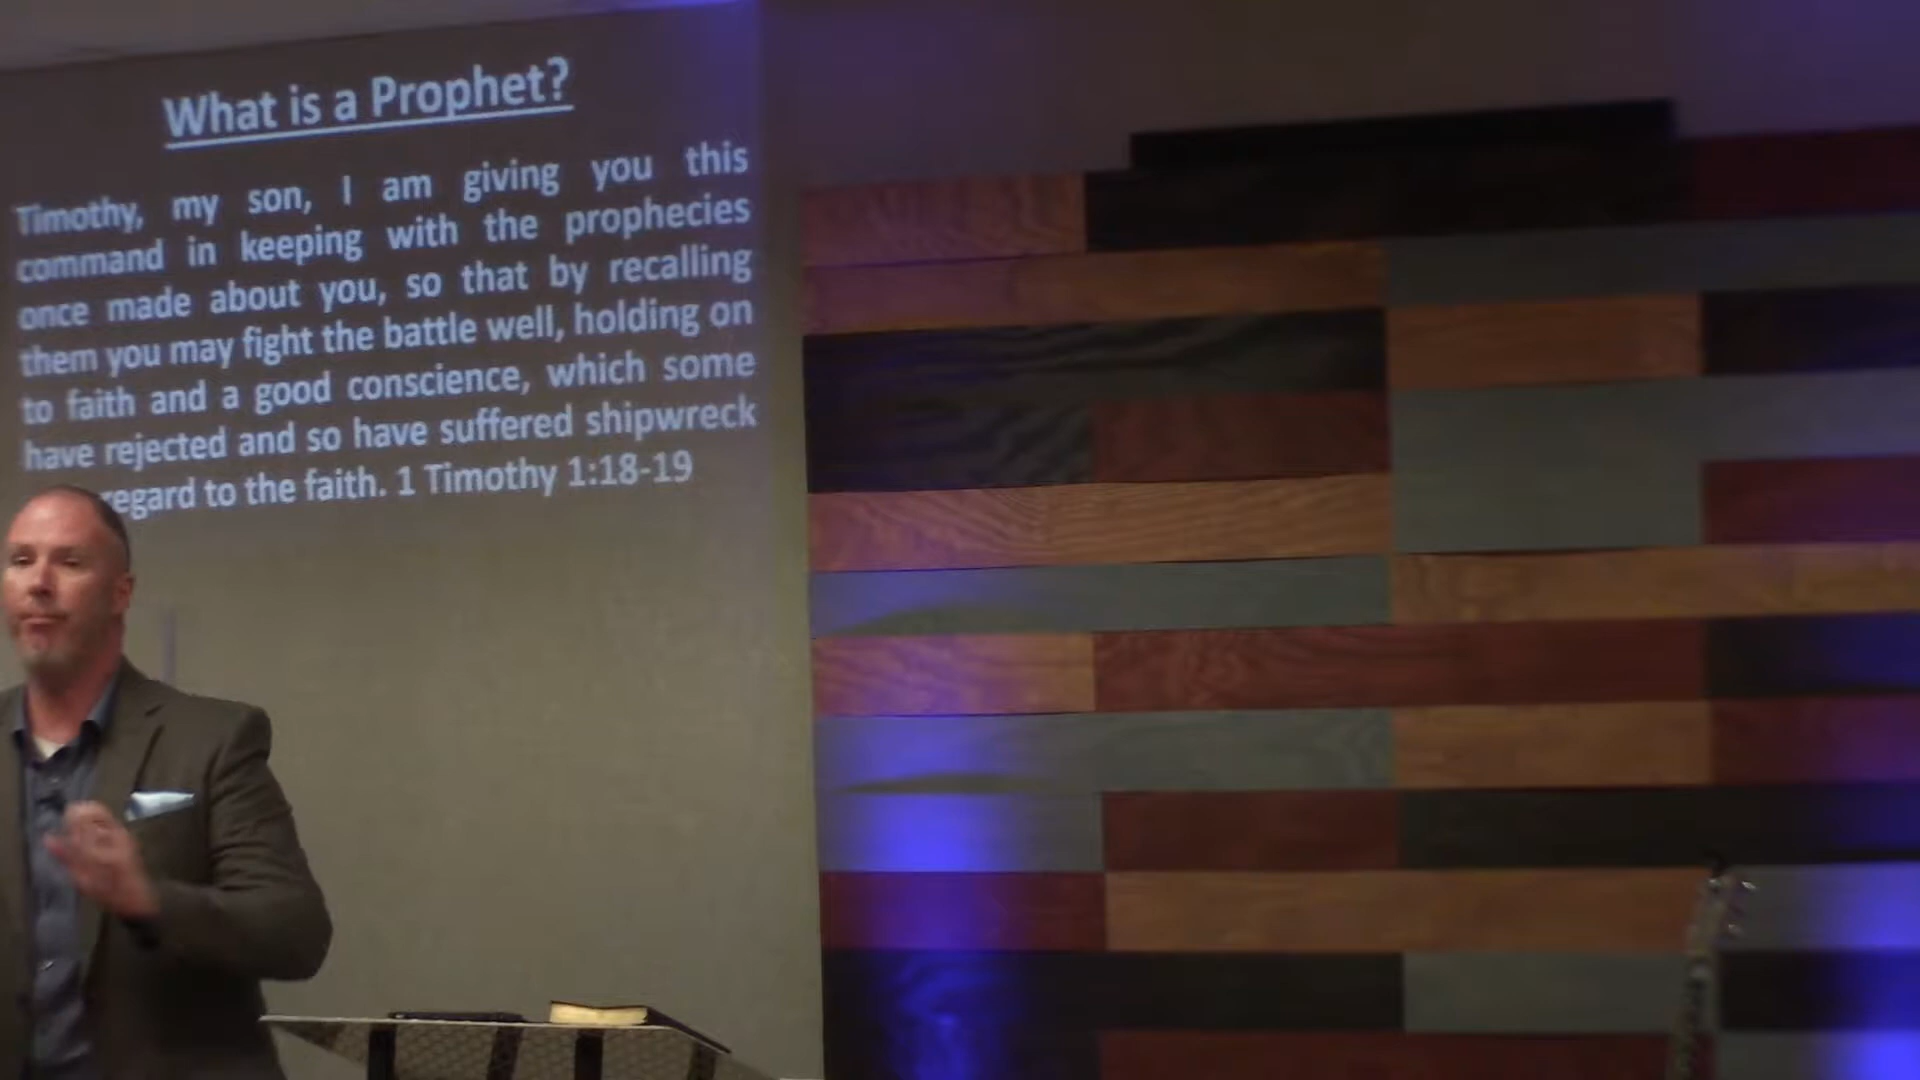 What is a Prophet?
Timothy, my son, I am giving you this
command in keeping with the prophecies
once made about you, so that by recalling
them you may fight the battle well, holding on
to faith and a good conscience, which some
have rejected and so have suffered shipwreck
regard to the faith. 1 Timothy 1:18-19